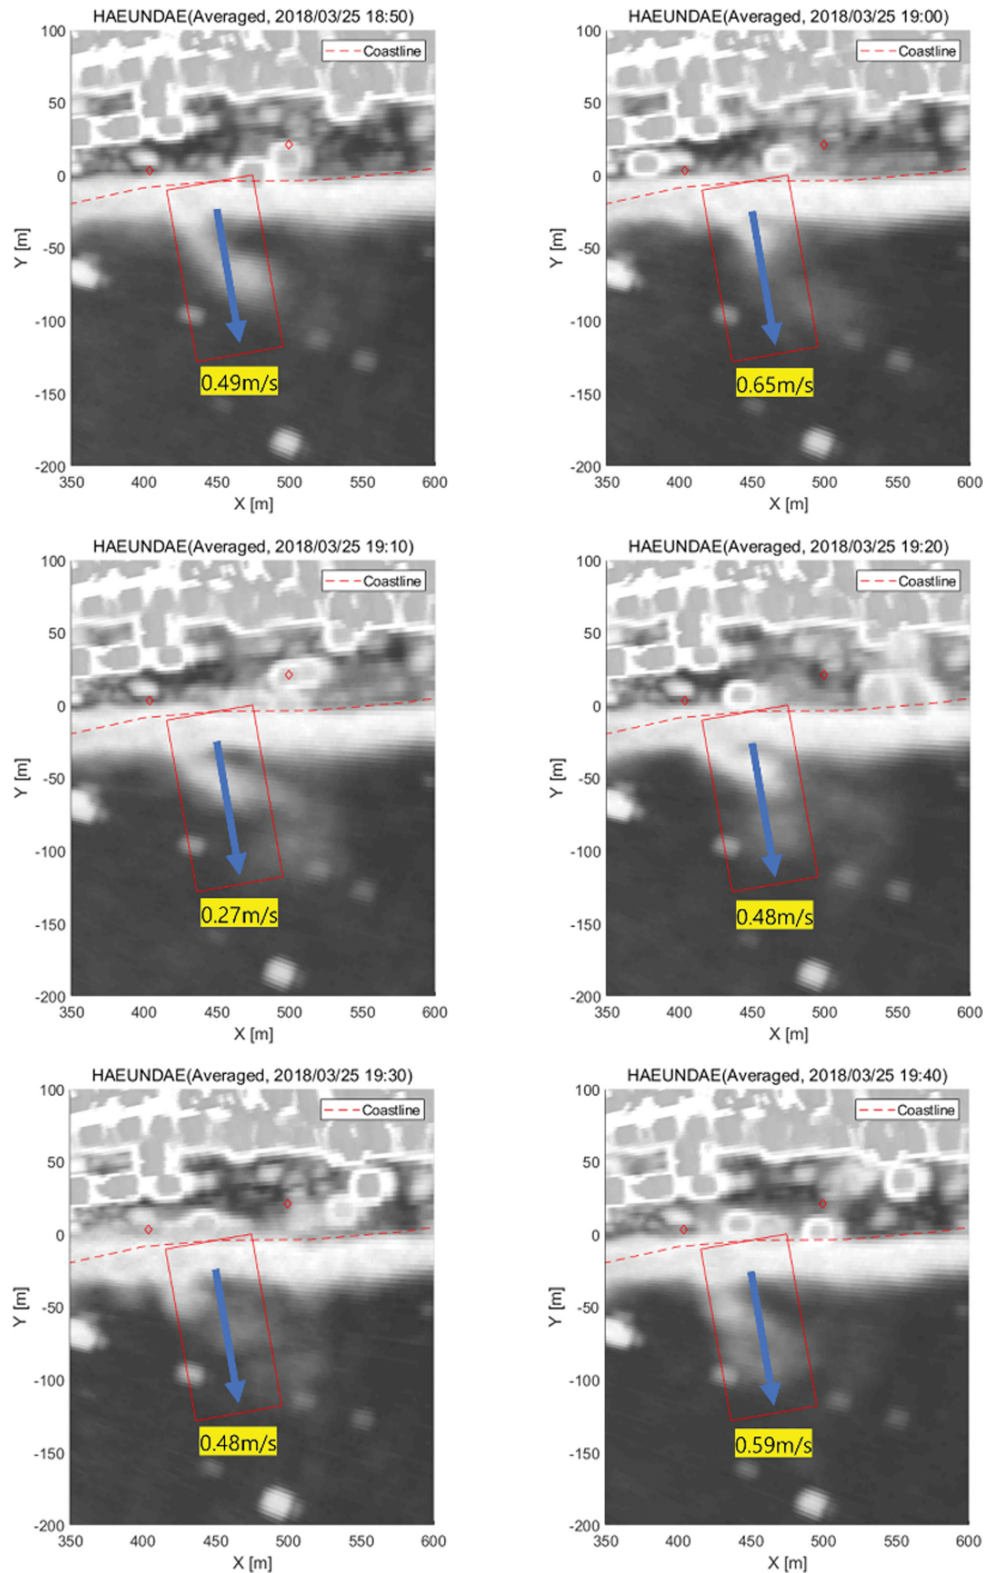 HAEUNDAE(Averaged, 2018/03/25 18:50)
Coastline
100
50
0
-50
-100
-150
-200
Y [m]
0.49m/s
350 400 450 500 550 600
X [m]
HAEUNDAE(Averaged, 2018/03/25 19:00)
Coastline
100
50
0
-50
-100
-150
-200
Y [m]
0.65m/s
350 400 450 500 550 600
X [m]
HAEUNDAE(Averaged, 2018/03/25 19:10)
Coastline
100
50
0
-50
-100
-150
-200
Y [m]
0.27m/s
350 400 450 500 550 600
X [m]
HAEUNDAE(Averaged, 2018/03/25 19:20)
Coastline
100
50
0
-50
-100
-150
-200
Y [m]
0.48m/s
350 400 450 500 550 600
X [m]
HAEUNDAE(Averaged, 2018/03/25 19:30)
Coastline
100
50
0
-50
-100
-150
-200
Y [m]
0.48m/s
350 400 450 500 550 600
X [m]
HAEUNDAE(Averaged, 2018/03/25 19:40)
Coastline
100
50
0
-50
-100
-150
-200
Y [m]
0.59m/s
350 400 450 500 550 600
X [m]